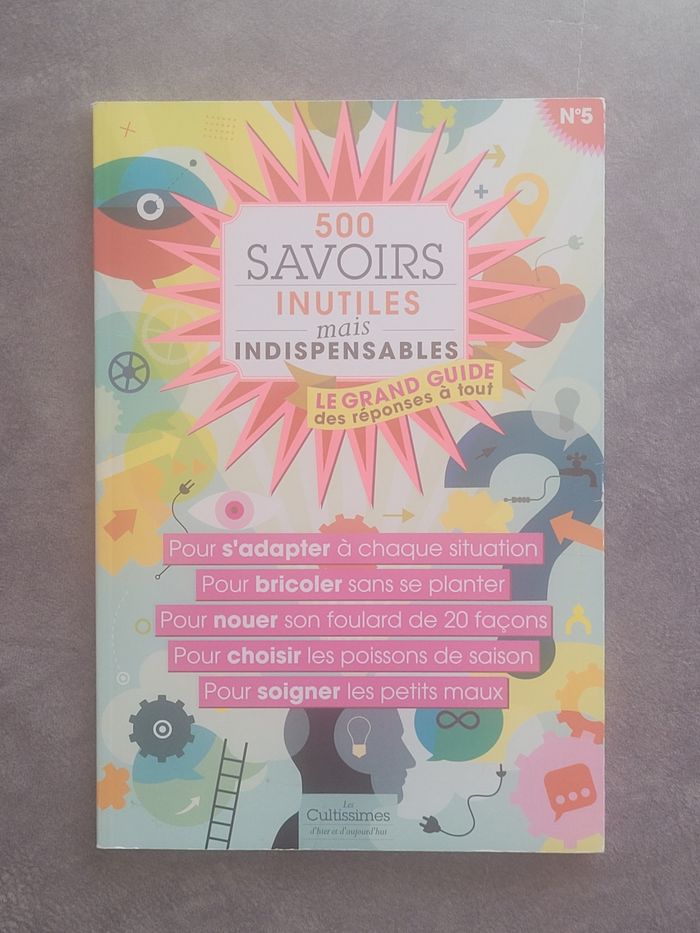 N°5
500
SAVOIRS
INUTILES
mais
INDISPENSABLES
LE GRAND GUIDE
des réponses à tout
Pour s'adapter à chaque situation
Pour bricoler sans se planter
Pour nouer son foulard de 20 façons
Pour choisir les poissons de saison
Pour soigner les petits maux
Les
Cultissimes
d'hier et d'aujourd'hui